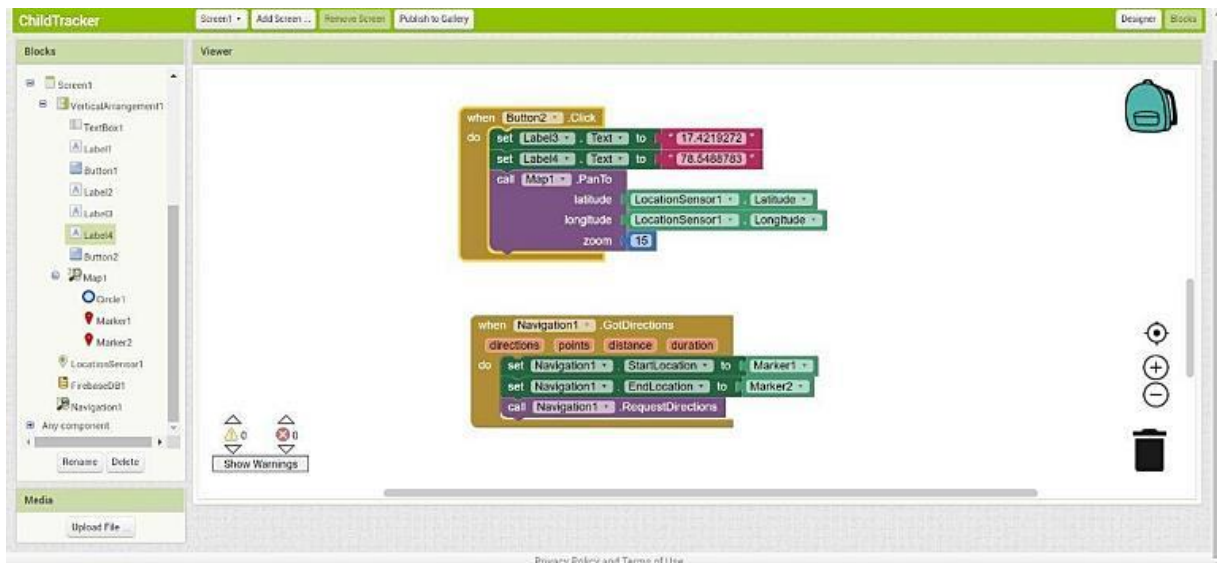 ChildTracker Screen1 Add Screen ... Remove Screen Publish to Gallery Designer Blocks
Blocks
Screen1
VerticalArrangement1
TextBox1
Label1
Button1
Label2
Label3
Label4
Button2
Map1
Circle1
Marker1
Marker2
LocationSensor1
FirebaseDB1
Navigation1
Any component
Rename Delete
Media
Upload File ...
Viewer
when Button2 .Click
do set Label3 . Text to " 17.4219272 "
set Label4 . Text to " 78.5488783 "
call Map1 .PanTo
latitude LocationSensor1 . Latitude
longitude LocationSensor1 . Longitude
zoom 15
when Navigation1 .GotDirections
directions points distance duration
do set Navigation1 . StartLocation to Marker1
set Navigation1 . EndLocation to Marker2
call Navigation1 .RequestDirections
0 0
Show Warnings
Privacy Policy and Terms of Use